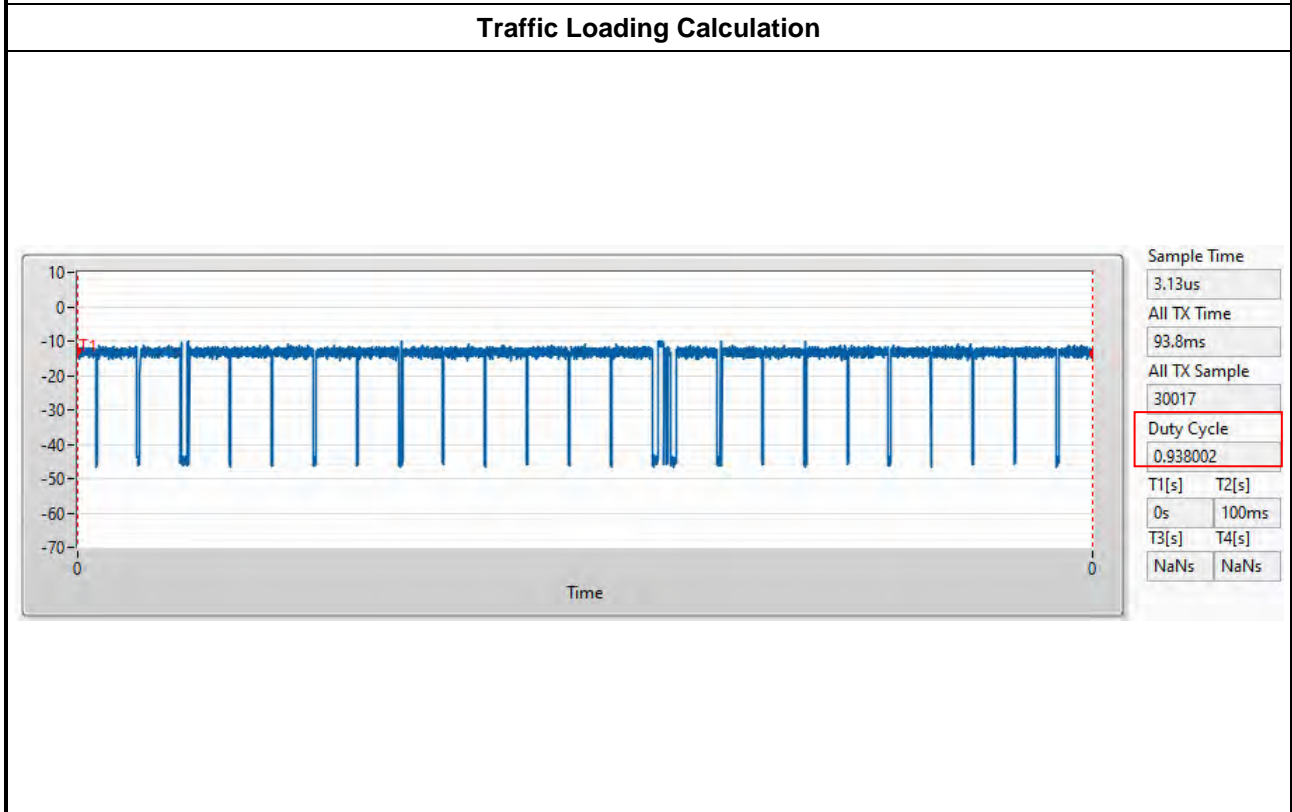 Traffic Loading Calculation
10
0
-10
-20
-30
-40
-50
-60
-70
T1
0
0
Time
Sample Time
3.13us
All TX Time
93.8ms
All TX Sample
30017
Duty Cycle
0.938002
T1[s] T2[s]
0s 100ms
T3[s] T4[s]
NaNs NaNs